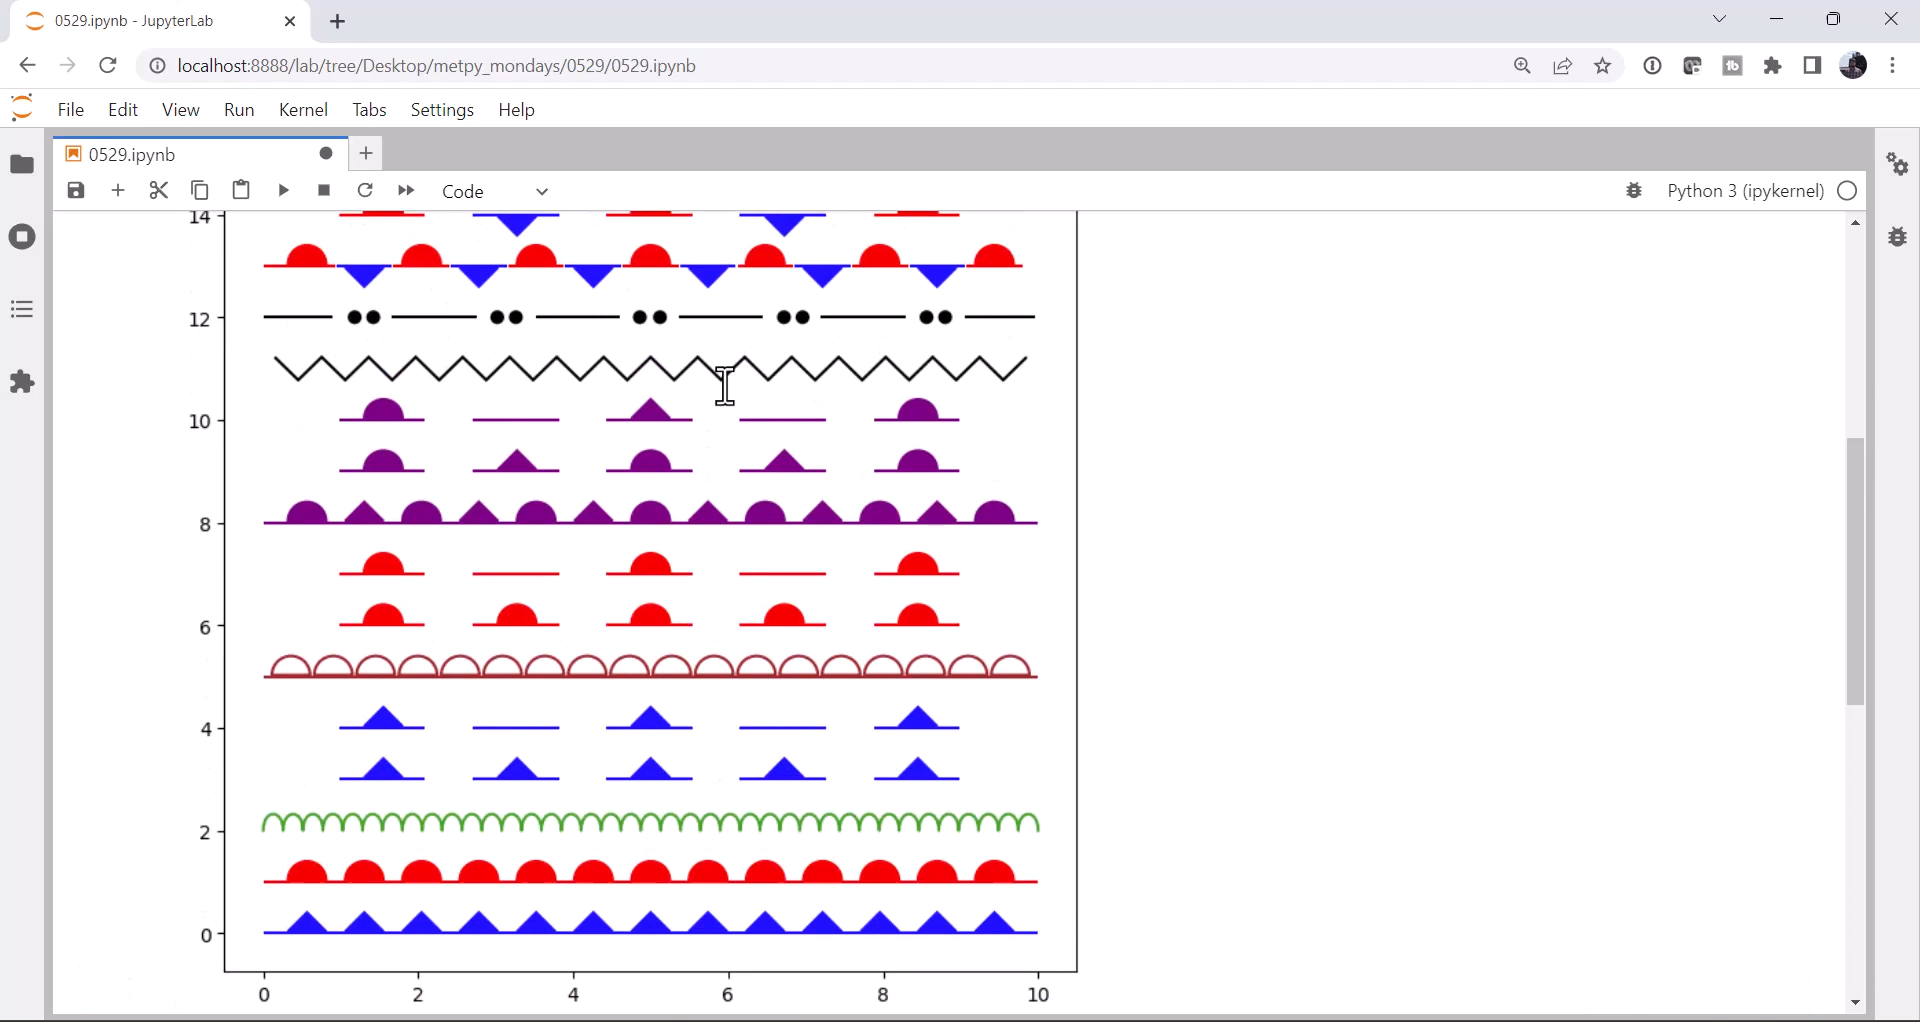 0529.ipynb - JupyterLab
localhost:8888/lab/tree/Desktop/metpy_mondays/0529/0529.ipynb
File Edit View Run Kernel Tabs Settings Help
0529.ipynb
Code
Python 3 (ipykernel)
14
12
10
8
6
4
2
0
0 2 4 6 8 10